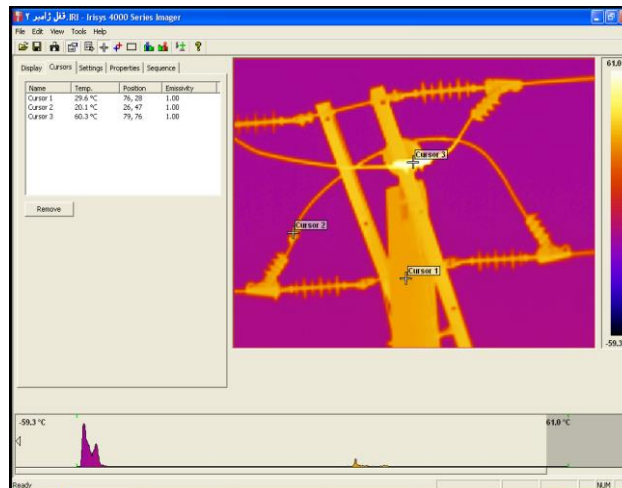 قفل ژامبر ۲.IRI - Irisys 4000 Series Imager
File Edit View Tools Help
Display Cursors Settings Properties Sequence
Name Temp. Position Emissivity
Cursor 1 29.6 °C 76, 28 1.00
Cursor 2 20.1 °C 26, 47 1.00
Cursor 3 60.3 °C 79, 76 1.00
Remove
Cursor 3
Cursor 2
Cursor 1
61.0
-59.3
-59.3 °C
61.0 °C
Ready
NUM